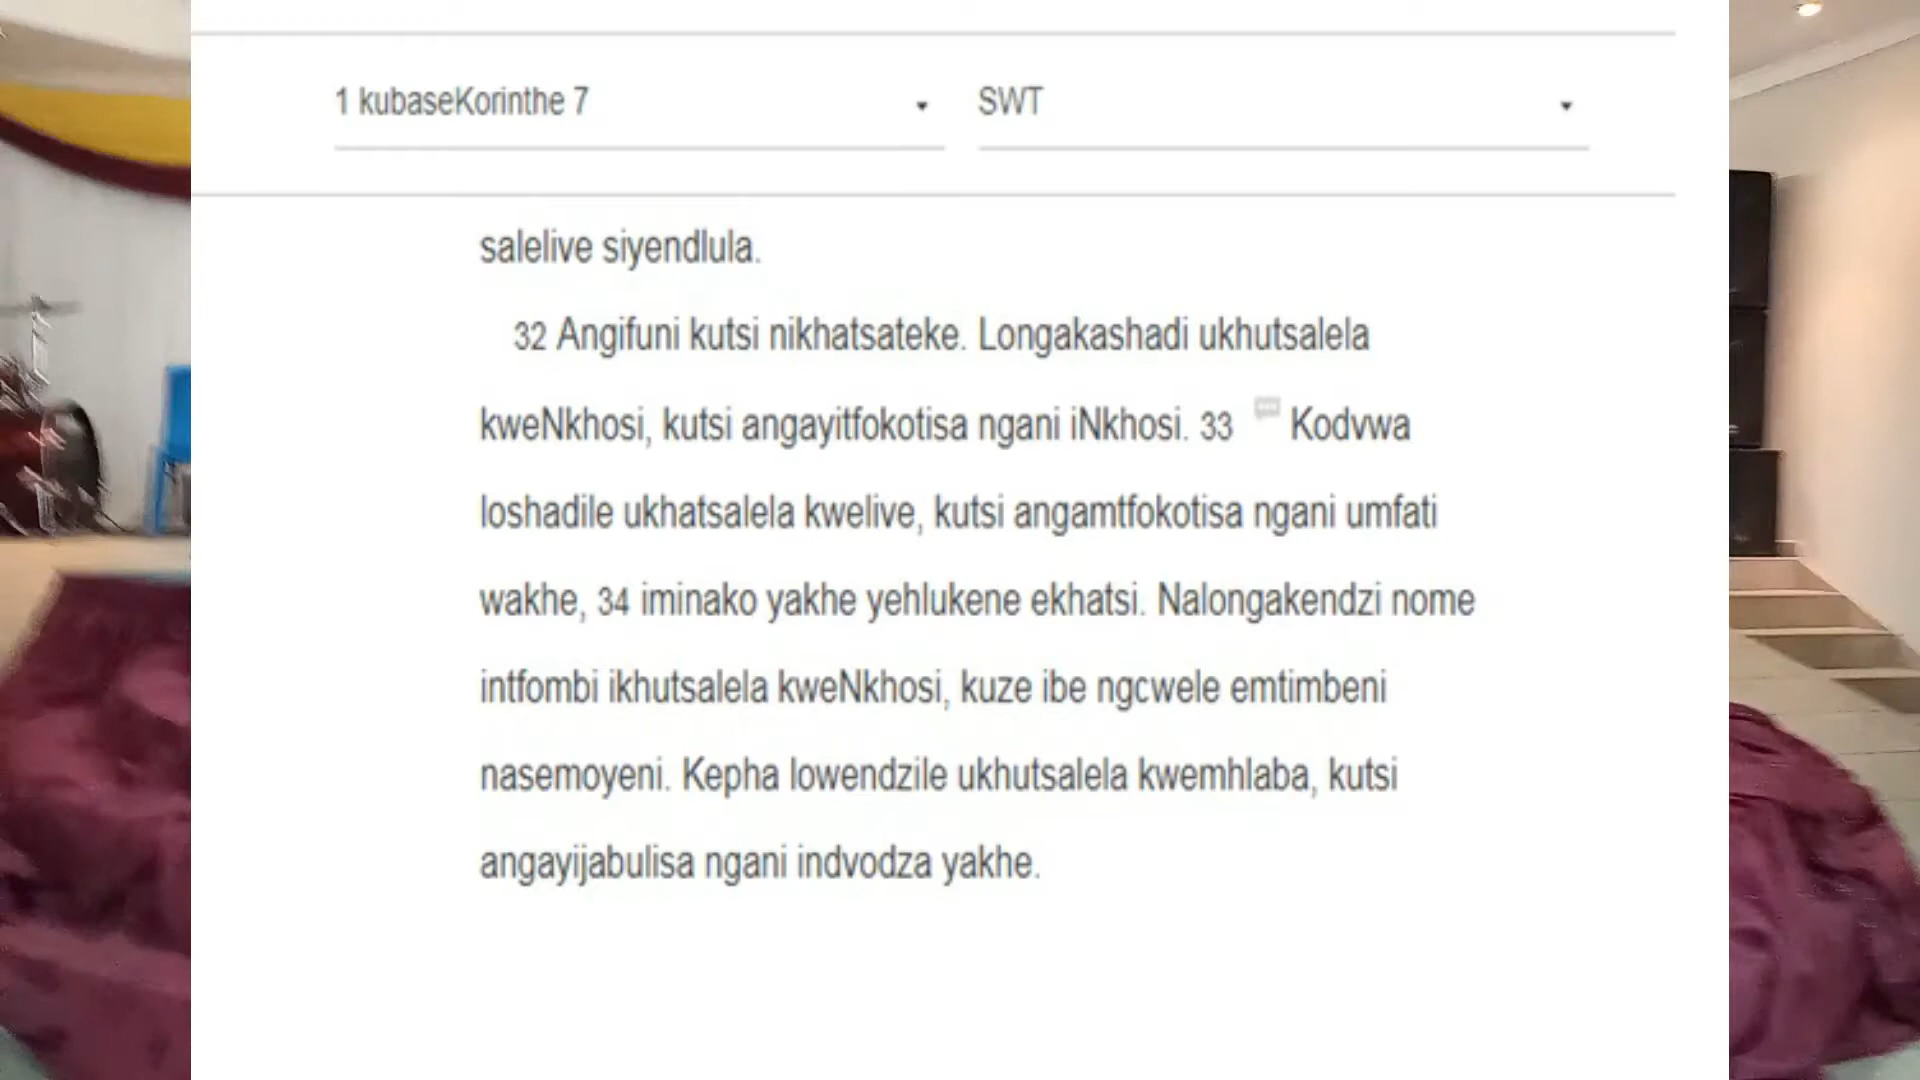 1 kubaseKorinthe 7
SWT
salelive siyendlula.
32 Angifuni kutsi nikhatsateke. Longakashadi ukhutsalela
kweNkhosi, kutsi angayitfokotisa ngani iNkhosi. 33 Kodvwa
loshadile ukhatsalela kwelive, kutsi angamtfokotisa ngani umfati
wakhe, 34 iminako yakhe yehlukene ekhatsi. Nalongakendzi nome
intfombi ikhutsalela kweNkhosi, kuze ibe ngcwele emtimbeni
nasemoyeni. Kepha lowendzile ukhutsalela kwemhlaba, kutsi
angayijabulisa ngani indvodza yakhe.